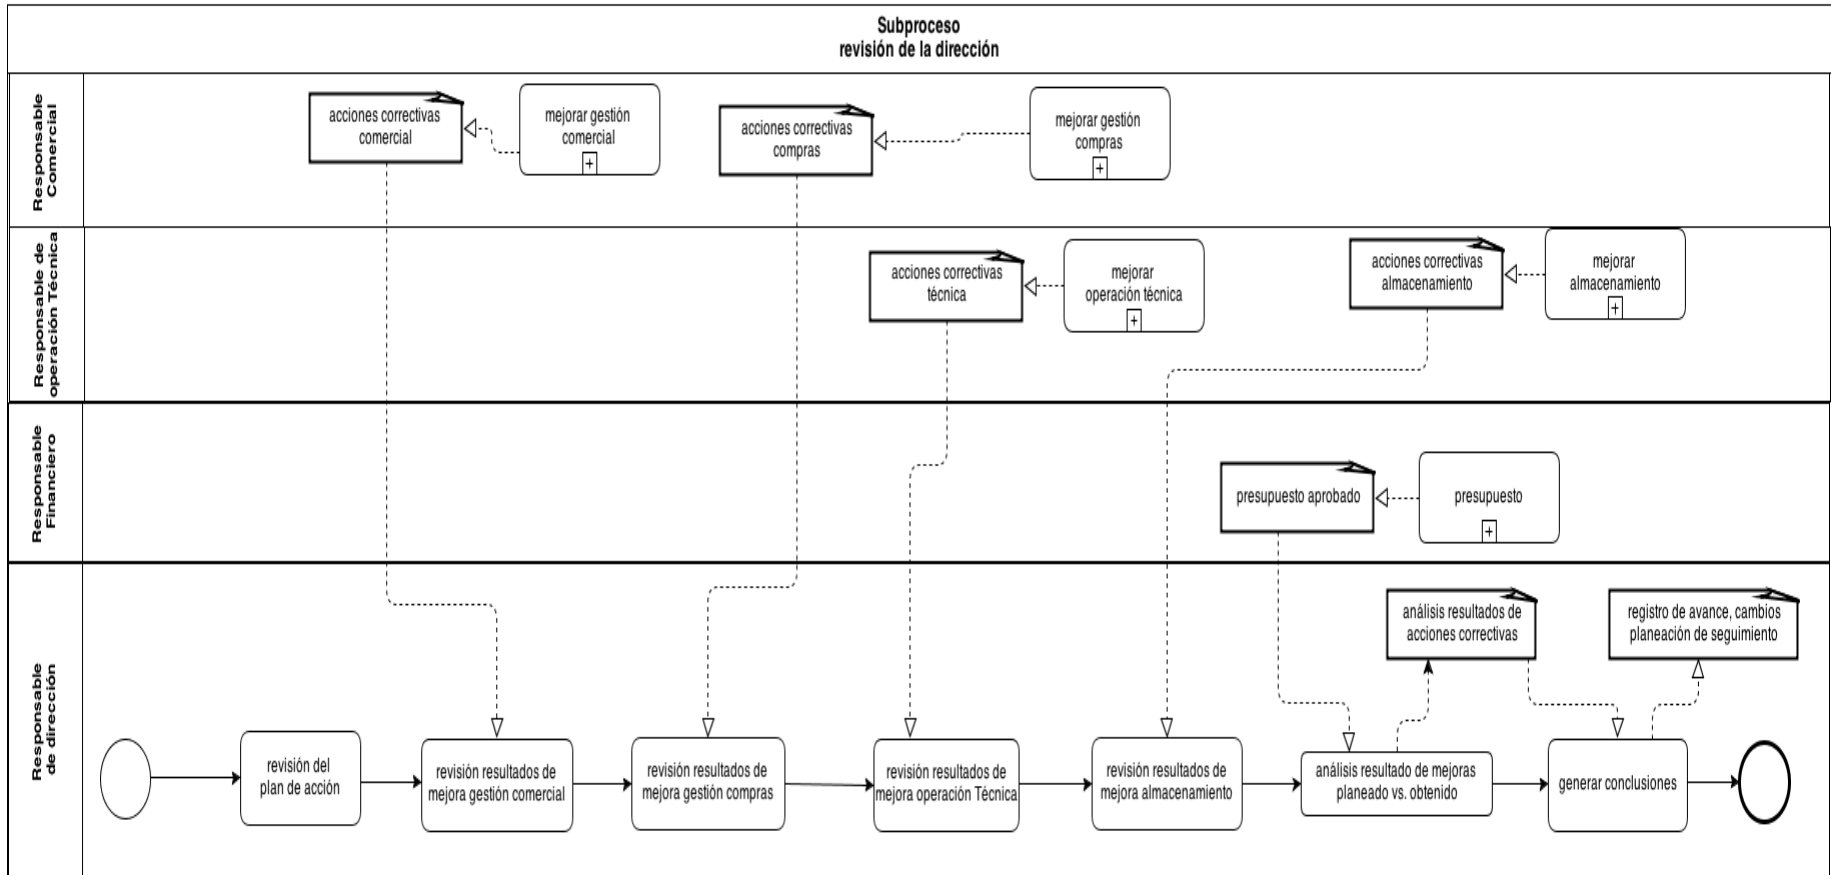 Subproceso
revisión de la dirección
Responsable
Comercial
acciones correctivas
comercial
mejorar gestión
comercial
+
acciones correctivas
compras
mejorar gestión
compras
+
Responsable de
operación Técnica
acciones correctivas
técnica
mejorar
operación técnica
+
acciones correctivas
almacenamiento
mejorar
almacenamiento
+
Responsable
Financiero
presupuesto aprobado
presupuesto
+
Responsable
de dirección
análisis resultados de
acciones correctivas
registro de avance, cambios
planeación de seguimiento
revisión del
plan de acción
revisión resultados de
mejora gestión comercial
revisión resultados de
mejora gestión compras
revisión resultados de
mejora operación Técnica
revisión resultados de
mejora almacenamiento
análisis resultado de mejoras
planeado vs. obtenido
generar conclusiones